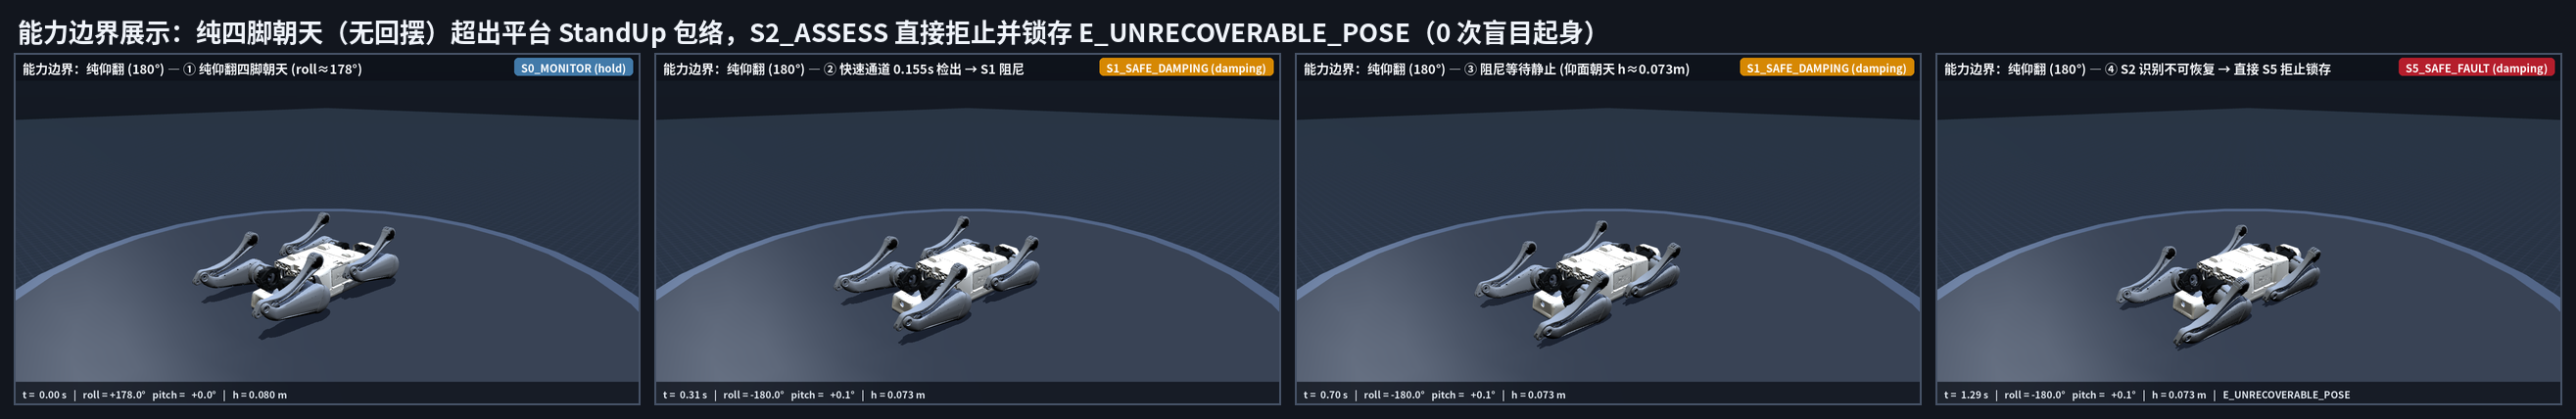 能力边界展示：纯四脚朝天（无回摆）超出平台 StandUp 包络，S2_ASSESS 直接拒止并锁存 E_UNRECOVERABLE_POSE（0 次盲目起身）
能力边界：纯仰翻 (180°) — ① 纯仰翻四脚朝天 (roll≈178°)
S0_MONITOR (hold)
t = 0.00 s | roll = +178.0° pitch = +0.0° | h = 0.080 m
能力边界：纯仰翻 (180°) — ② 快速通道 0.155s 检出 → S1 阻尼
S1_SAFE_DAMPING (damping)
t = 0.31 s | roll = -180.0° pitch = +0.1° | h = 0.073 m
能力边界：纯仰翻 (180°) — ③ 阻尼等待静止 (仰面朝天 h≈0.073m)
S1_SAFE_DAMPING (damping)
t = 0.70 s | roll = -180.0° pitch = +0.1° | h = 0.073 m
能力边界：纯仰翻 (180°) — ④ S2 识别不可恢复 → 直接 S5 拒止锁存
S5_SAFE_FAULT (damping)
t = 1.29 s | roll = -180.0° pitch = +0.1° | h = 0.073 m | E_UNRECOVERABLE_POSE